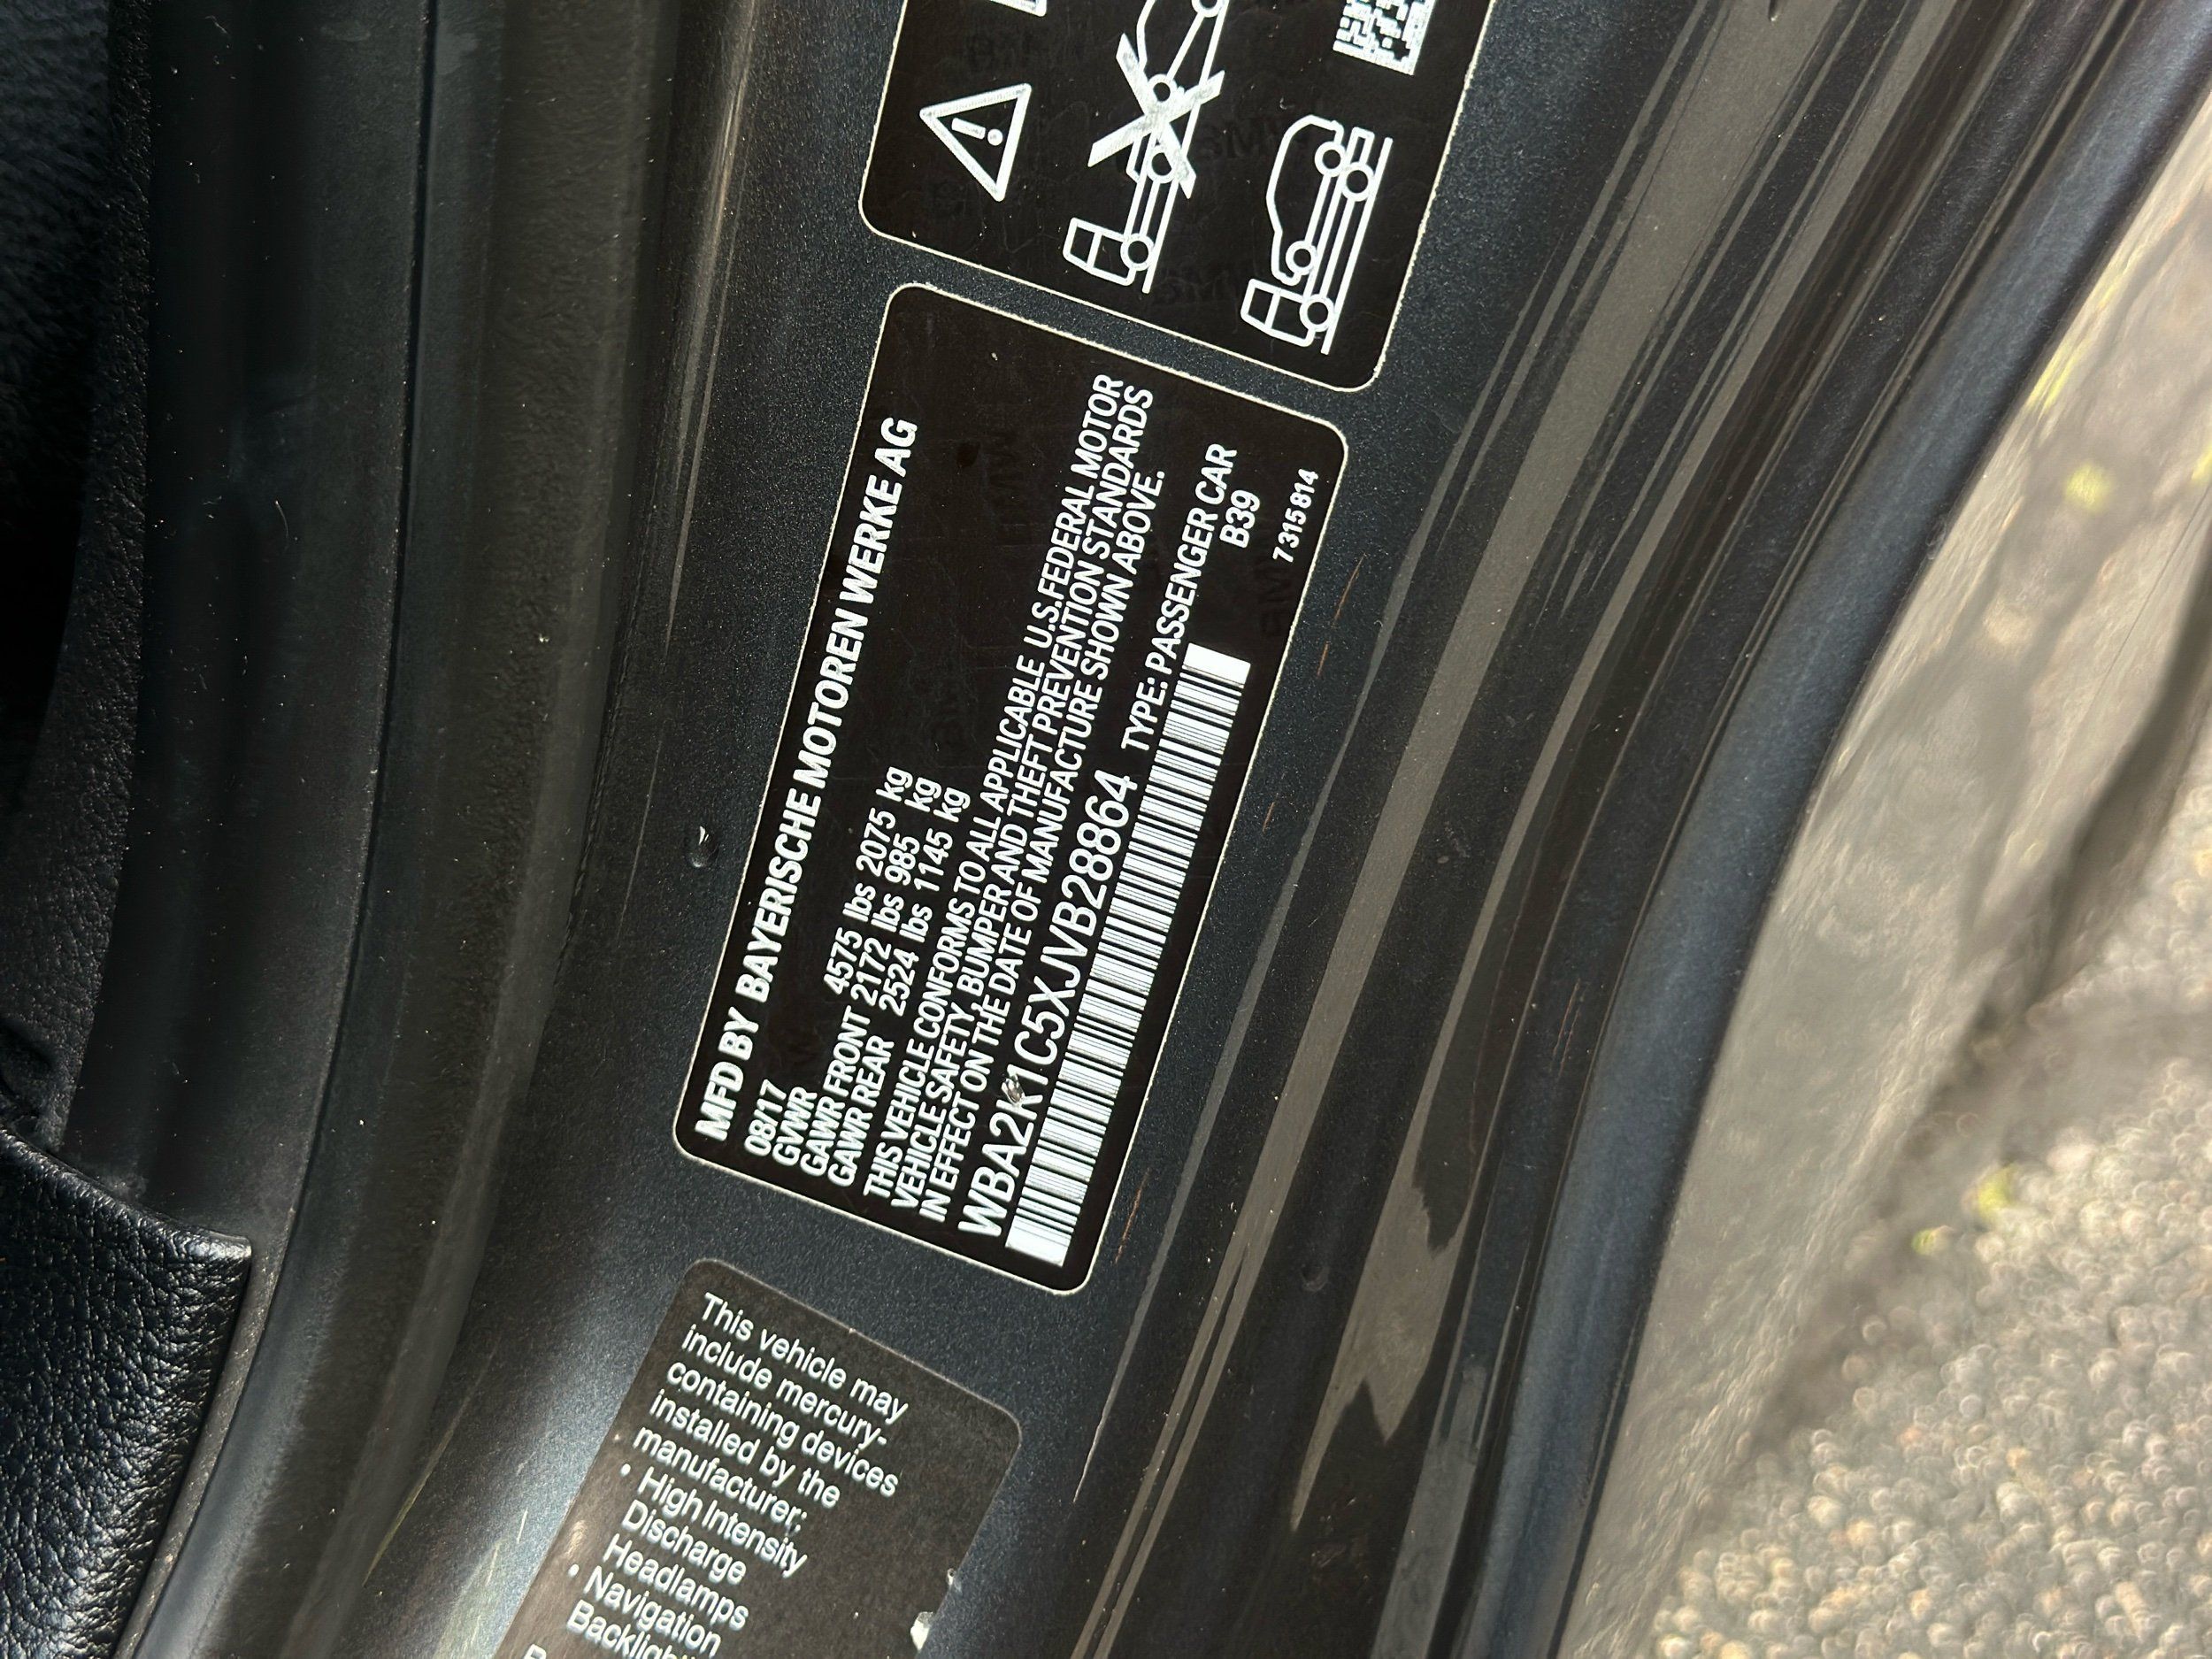 MFD BY BAYERISCHE MOTOREN WERKE AG
08/17
GVWR 4575 lbs 2075 kg
GAWR FRONT 2172 lbs 985 kg
GAWR REAR 2524 lbs 1145 kg
THIS VEHICLE CONFORMS TO ALL APPLICABLE U.S.FEDERAL MOTOR
VEHICLE SAFETY, BUMPER AND THEFT PREVENTION STANDARDS
IN EFFECT ON THE DATE OF MANUFACTURE SHOWN ABOVE.
WBA2K1C5XJVB28864 TYPE: PASSENGER CAR
B39
7 315 814
This vehicle may
include mercury-
containing devices
installed by the
manufacturer:
• High Intensity
Discharge
Headlamps
• Navigation